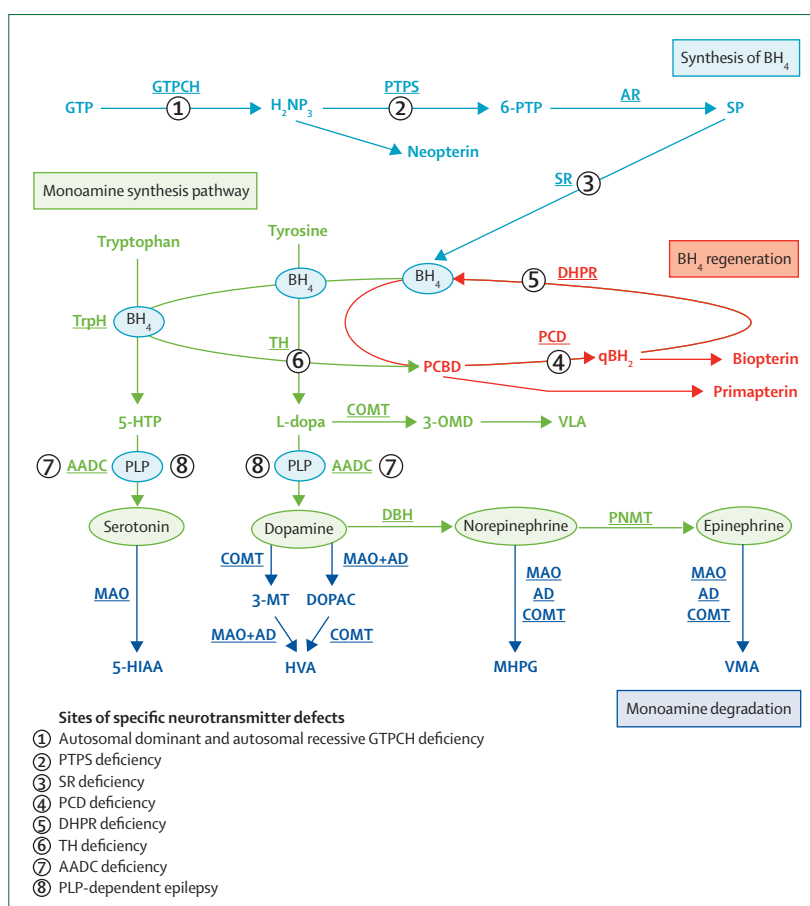 Synthesis of BH4
GTPCH
PTPS
AR
GTP
1
H2NP3
2
6-PTP
SP
Neopterin
SR
3
Monoamine synthesis pathway
Tryptophan
Tyrosine
BH4 regeneration
BH4
BH4
5
DHPR
TrpH
BH4
TH
6
PCBD
PCD
4
qBH2
Biopterin
Primapterin
5-HTP
L-dopa
COMT
3-OMD
VLA
7
AADC
PLP
8
8
PLP
AADC
7
Serotonin
Dopamine
DBH
Norepinephrine
PNMT
Epinephrine
MAO
COMT
MAO+AD
MAO
AD
COMT
MAO
AD
COMT
3-MT
DOPAC
MAO+AD
COMT
5-HIAA
HVA
MHPG
VMA
Monoamine degradation
Sites of specific neurotransmitter defects
1 Autosomal dominant and autosomal recessive GTPCH deficiency
2 PTPS deficiency
3 SR deficiency
4 PCD deficiency
5 DHPR deficiency
6 TH deficiency
7 AADC deficiency
8 PLP-dependent epilepsy